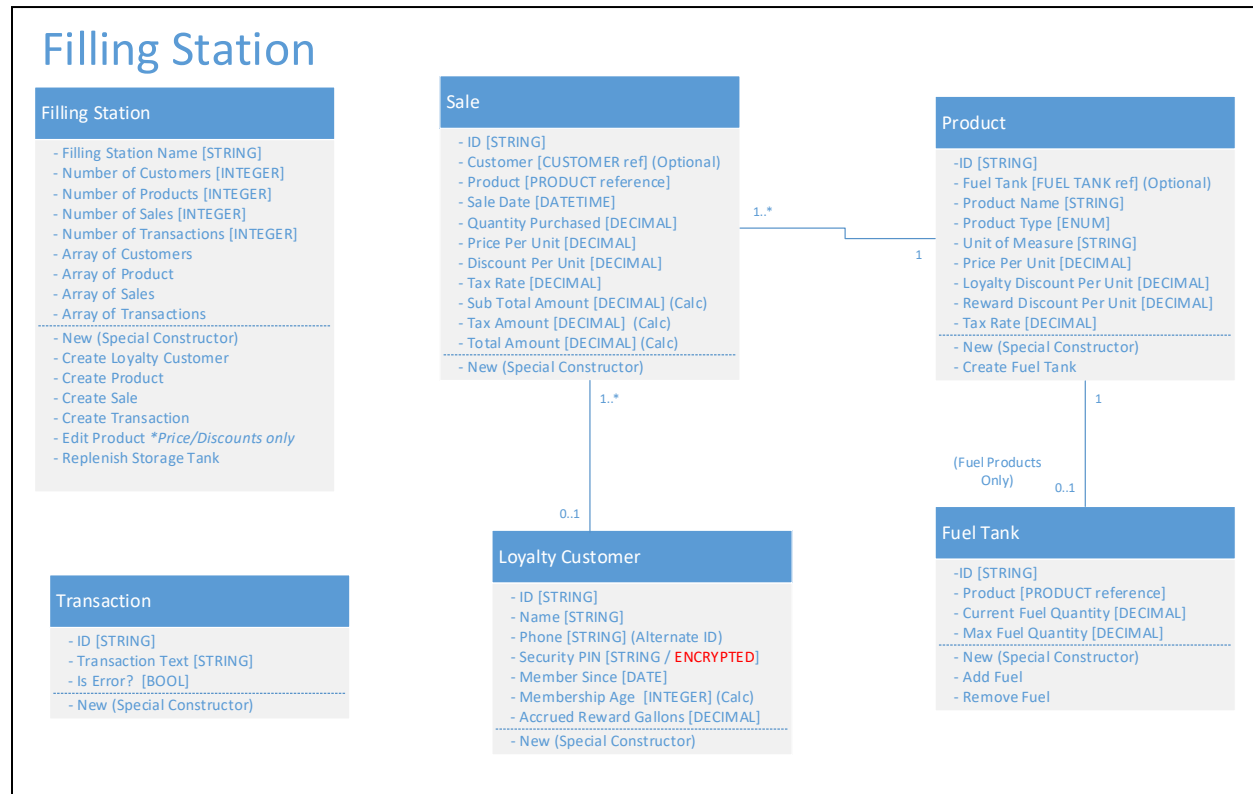 Filling Station
Filling Station
- Filling Station Name [STRING]
- Number of Customers [INTEGER]
- Number of Products [INTEGER]
- Number of Sales [INTEGER]
- Number of Transactions [INTEGER]
- Array of Customers
- Array of Product
- Array of Sales
- Array of Transactions
- New (Special Constructor)
- Create Loyalty Customer
- Create Product
- Create Sale
- Create Transaction
- Edit Product *Price/Discounts only
- Replenish Storage Tank
Sale
- ID [STRING]
- Customer [CUSTOMER ref] (Optional)
- Product [PRODUCT reference]
- Sale Date [DATETIME]
- Quantity Purchased [DECIMAL]
- Price Per Unit [DECIMAL]
- Discount Per Unit [DECIMAL]
- Tax Rate [DECIMAL]
- Sub Total Amount [DECIMAL] (Calc)
- Tax Amount [DECIMAL]  (Calc)
- Total Amount [DECIMAL] (Calc)
- New (Special Constructor)
1..*
1
Product
-ID [STRING]
- Fuel Tank [FUEL TANK ref] (Optional)
- Product Name [STRING]
- Product Type [ENUM]
- Unit of Measure [STRING]
- Price Per Unit [DECIMAL]
- Loyalty Discount Per Unit [DECIMAL]
- Reward Discount Per Unit [DECIMAL]
- Tax Rate [DECIMAL]
- New (Special Constructor)
- Create Fuel Tank
1..*
0..1
1
(Fuel Products
Only)
0..1
Transaction
- ID [STRING]
- Transaction Text [STRING]
- Is Error?  [BOOL]
- New (Special Constructor)
Loyalty Customer
- ID [STRING]
- Name [STRING]
- Phone [STRING] (Alternate ID)
- Security PIN [STRING / ENCRYPTED]
- Member Since [DATE]
- Membership Age  [INTEGER] (Calc)
- Accrued Reward Gallons [DECIMAL]
- New (Special Constructor)
Fuel Tank
-ID [STRING]
- Product [PRODUCT reference]
- Current Fuel Quantity [DECIMAL]
- Max Fuel Quantity [DECIMAL]
- New (Special Constructor)
- Add Fuel
- Remove Fuel